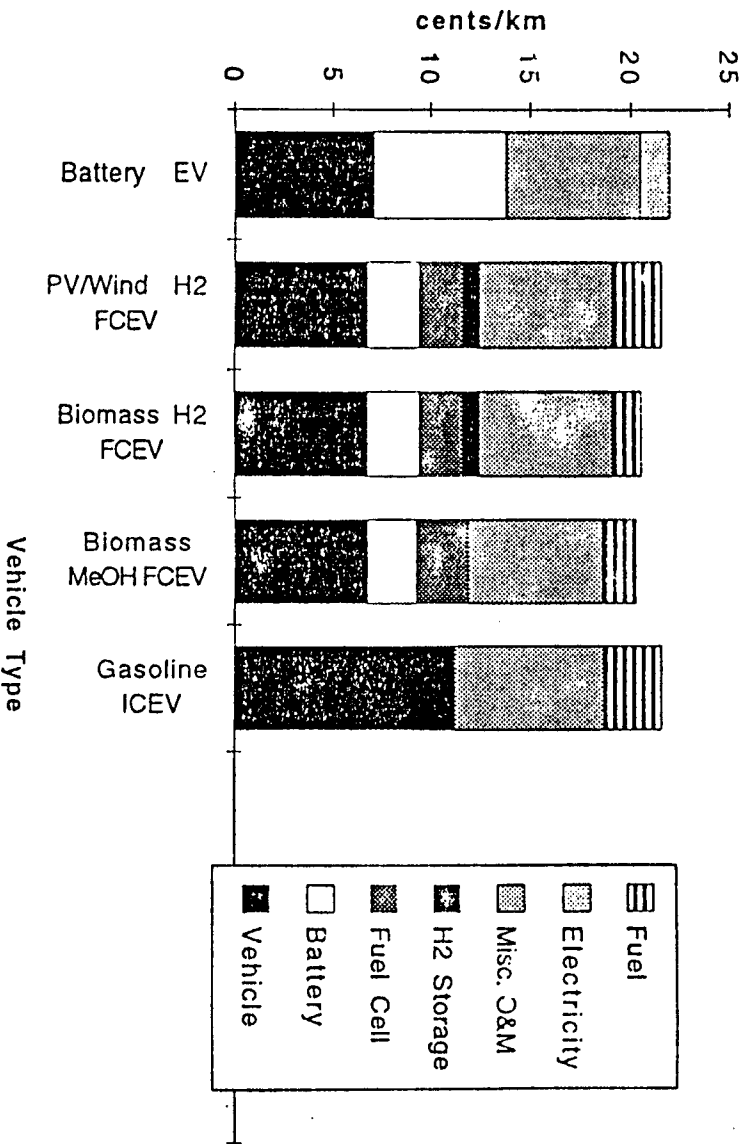 cents/km
0
5
10
15
20
25
Battery EV
PV/Wind H2
FCEV
Biomass H2
FCEV
Biomass
MeOH FCEV
Gasoline
ICEV
Vehicle Type
Fuel
Electricity
Misc. O&M
H2 Storage
Fuel Cell
Battery
Vehicle